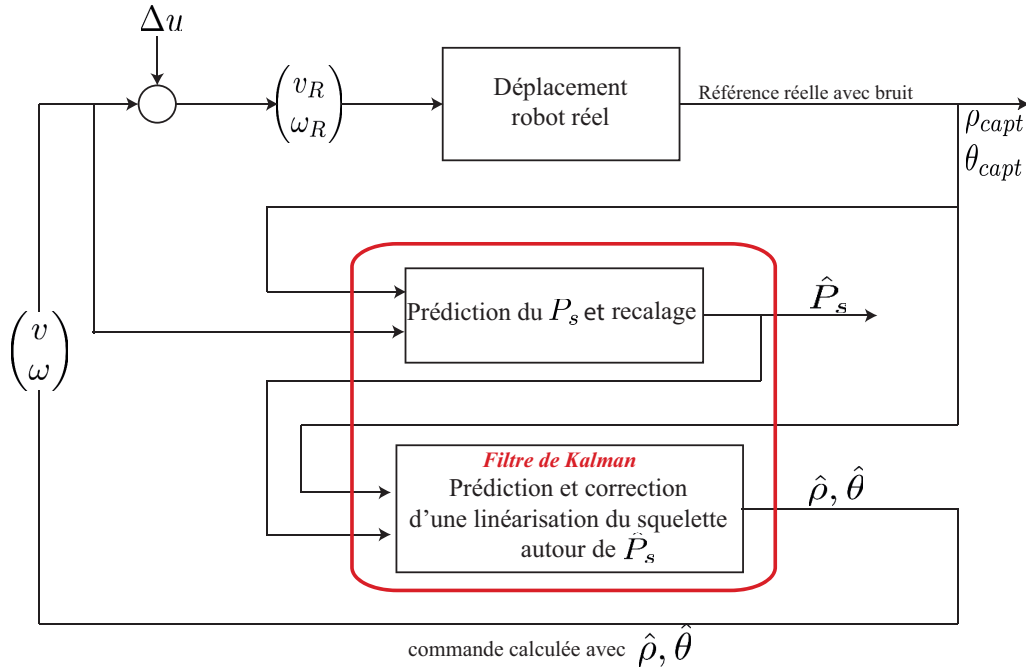 Δu
(v_R
ω_R)
Déplacement
robot réel
Référence réelle avec bruit
ρ_capt
θ_capt
Prédiction du P_s et recalage
P̂_s
(v
ω)
Filtre de Kalman
Prédiction et correction
d'une linéarisation du squelette
autour de P̂_s
ρ̂, θ̂
commande calculée avec ρ̂, θ̂